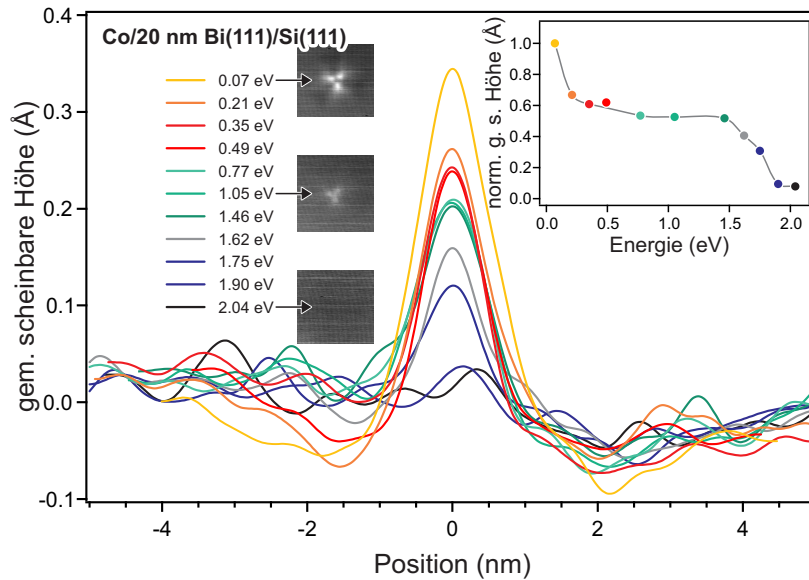 Co/20 nm Bi(111)/Si(111)
0.07 eV
0.21 eV
0.35 eV
0.49 eV
0.77 eV
1.05 eV
1.46 eV
1.62 eV
1.75 eV
1.90 eV
2.04 eV
gem. scheinbare Höhe (Å)
0.4
0.3
0.2
0.1
0.0
-0.1
-4
-2
0
2
4
Position (nm)
norm. g. s. Höhe (Å)
1.0
0.8
0.6
0.4
0.2
0.0
0.0
0.5
1.0
1.5
2.0
Energie (eV)